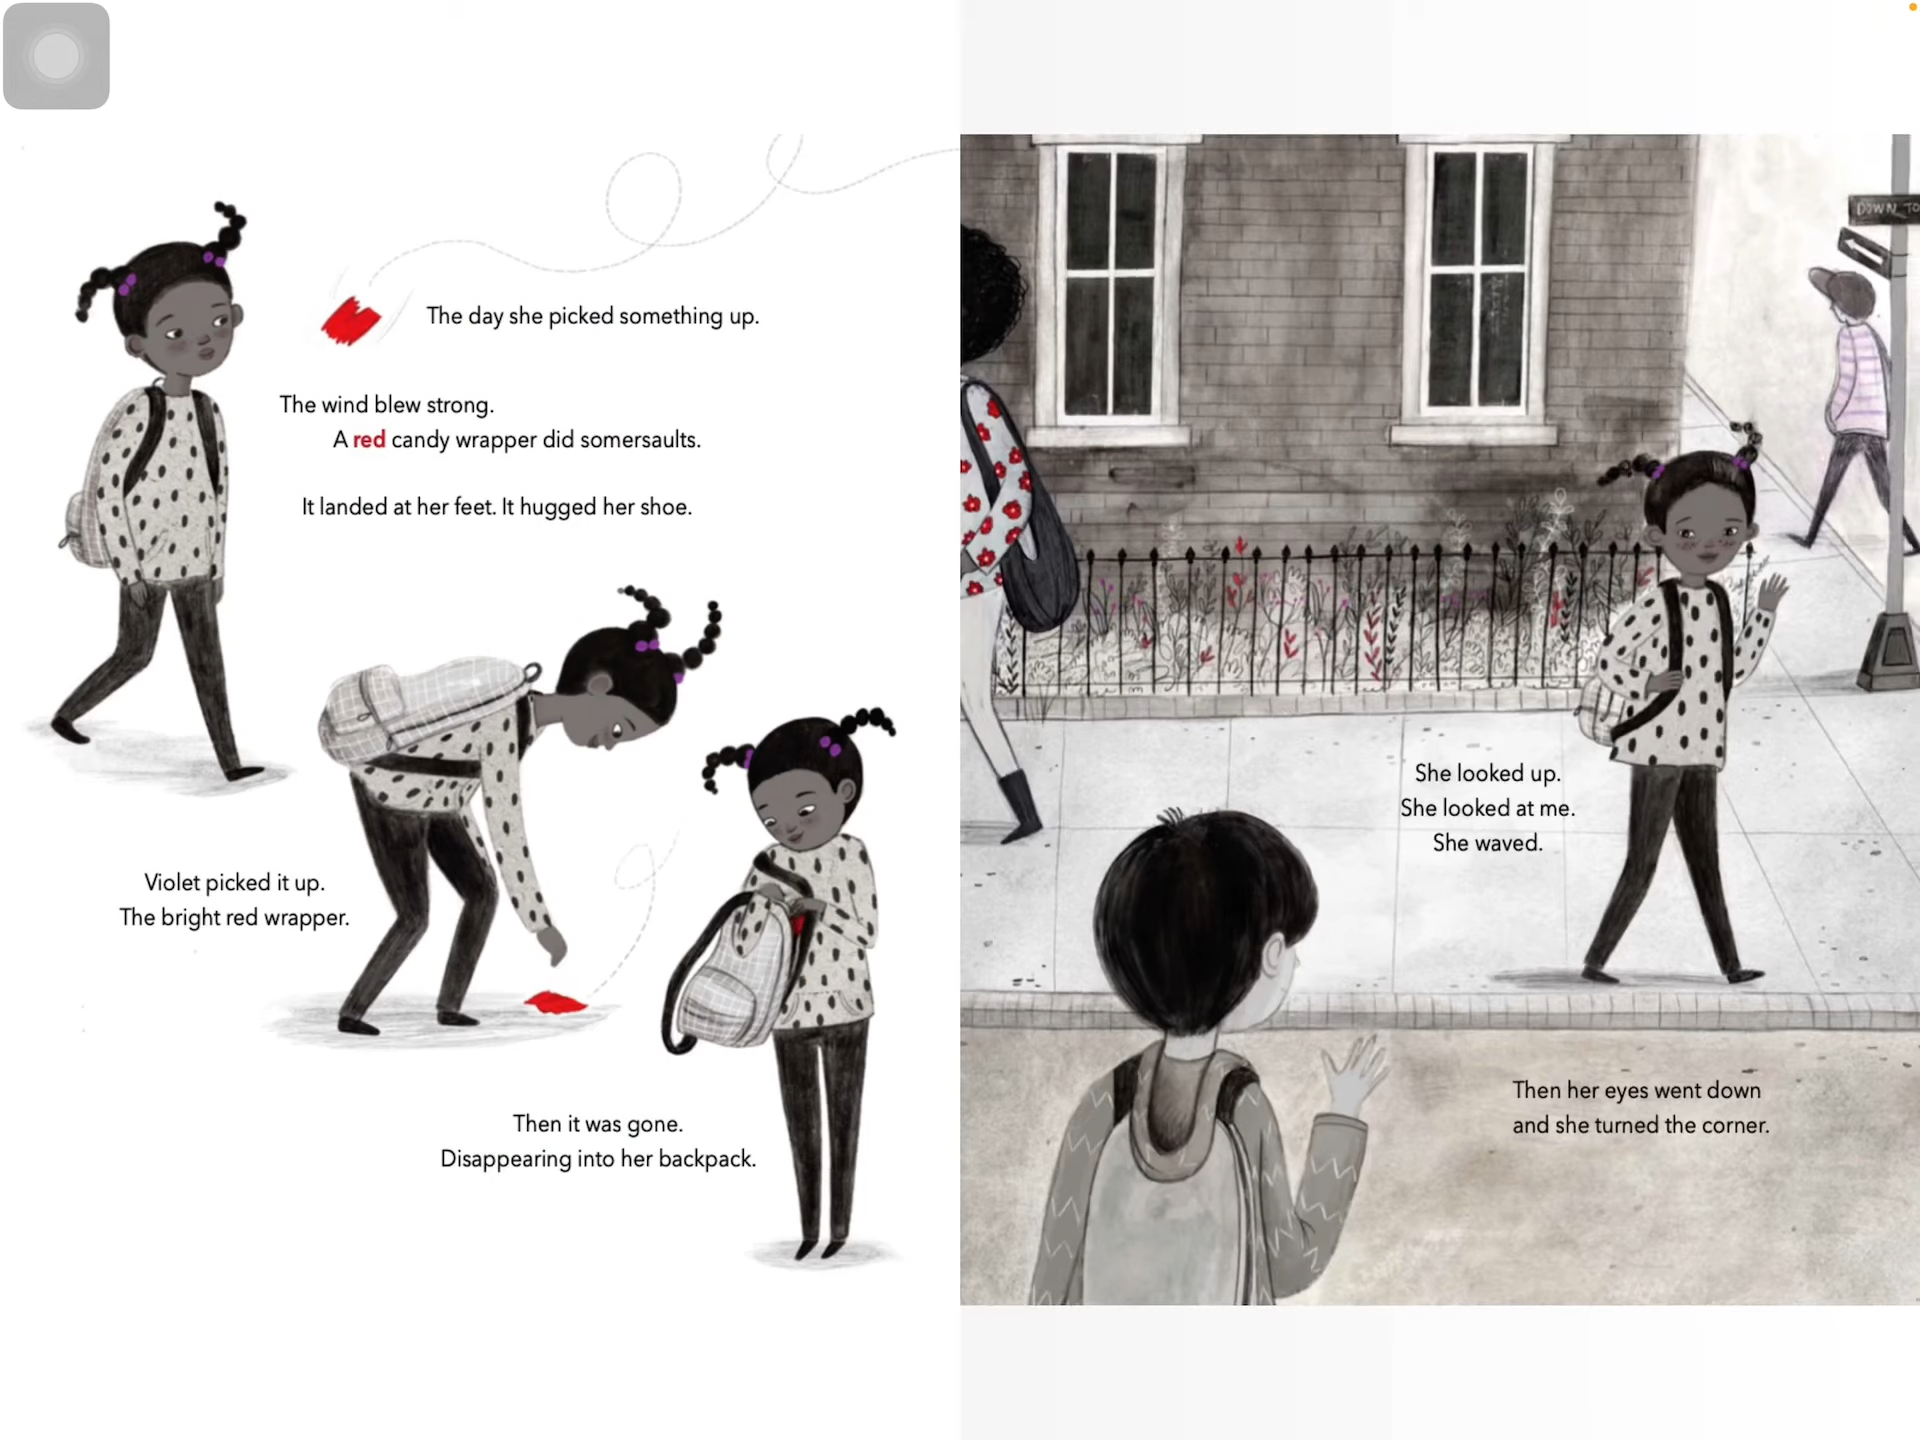 The day she picked something up.
The wind blew strong.
A red candy wrapper did somersaults.
It landed at her feet. It hugged her shoe.
Violet picked it up.
The bright red wrapper.
Then it was gone.
Disappearing into her backpack.
DOWN TO
She looked up.
She looked at me.
She waved.
Then her eyes went down
and she turned the corner.